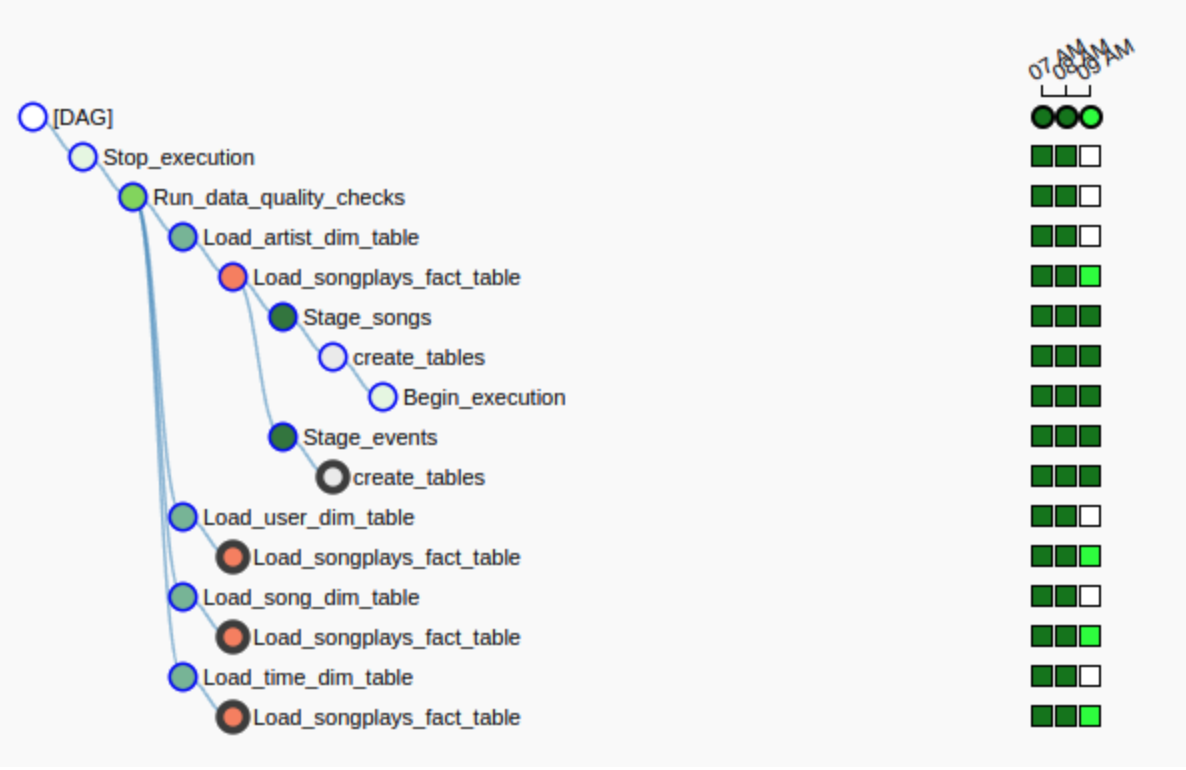 07 AM
08 AM
09 AM
[DAG]
Stop_execution
Run_data_quality_checks
Load_artist_dim_table
Load_songplays_fact_table
Stage_songs
create_tables
Begin_execution
Stage_events
create_tables
Load_user_dim_table
Load_songplays_fact_table
Load_song_dim_table
Load_songplays_fact_table
Load_time_dim_table
Load_songplays_fact_table